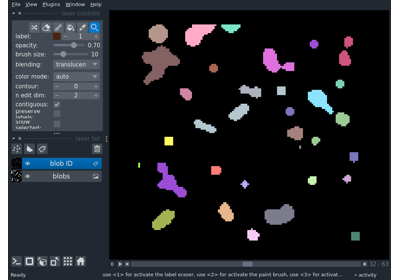 File View Plugins Window Help
layer controls
label: 1
opacity: 0.70
brush size: 10
blending: translucen
color mode: auto
contour: 0
n edit dim: 2
contiguous:
preserve
labels:
show
selected:
layer list
blob ID
blobs
0 32 63
Ready use <1> for activate the label eraser, use <2> for activate the paint brush, use <3> for activat... activity